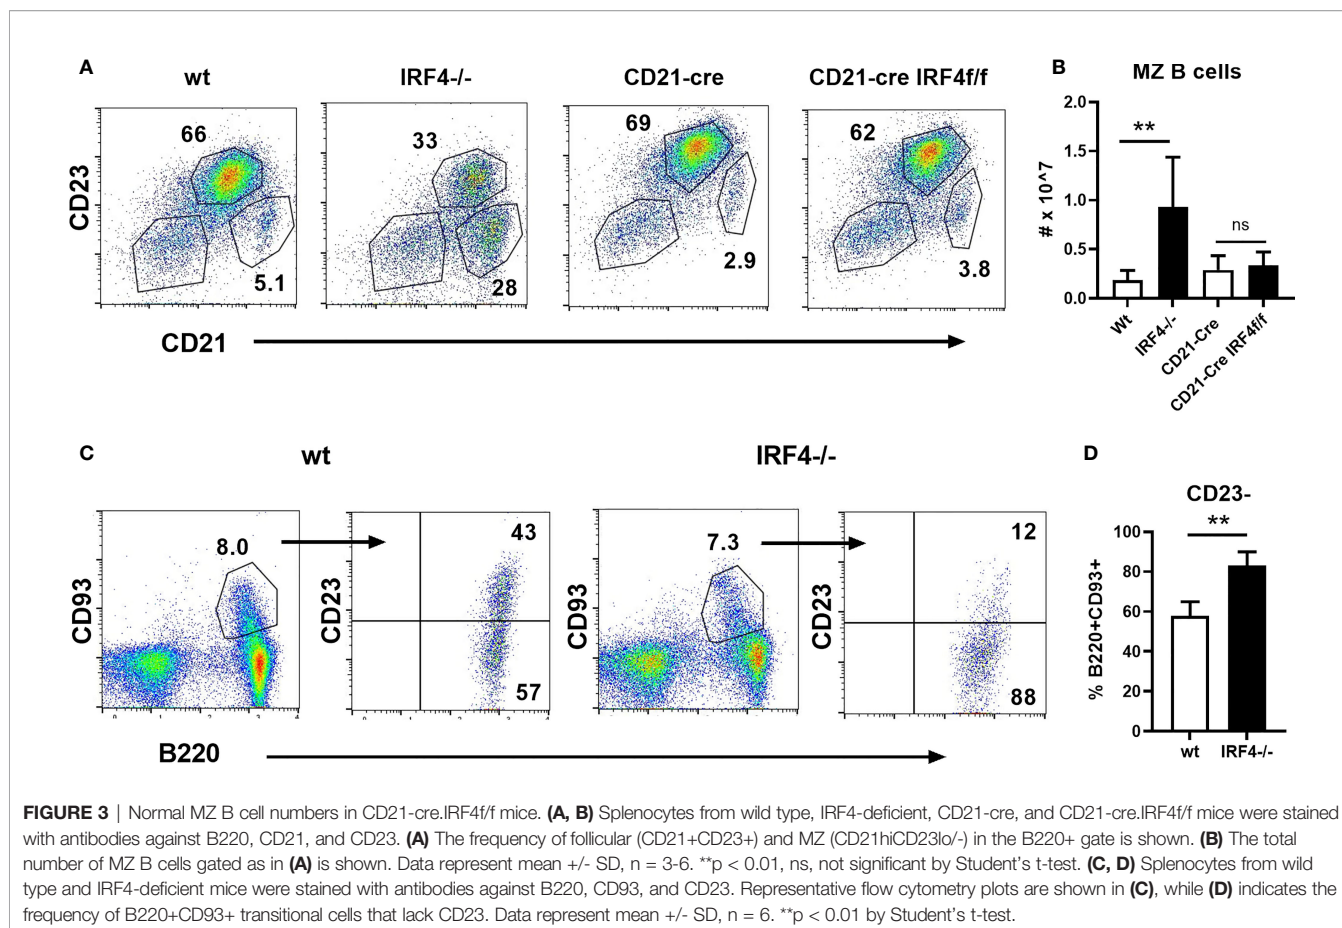 A
wt
IRF4-/-
CD21-cre
CD21-cre IRF4f/f
66
33
69
62
CD23
5.1
28
2.9
3.8
CD21
B
MZ B cells
2.0
1.5
1.0
0.5
0.0
# x 10^7
**
ns
Wt
IRF4-/-
CD21-Cre
CD21-Cre IRF4f/f
C
wt
IRF4-/-
8.0
43
7.3
12
CD93
CD23
CD93
CD23
57
88
0 1 2 3 4
B220
D
CD23-
**
100
80
60
40
20
0
% B220+CD93+
wt IRF4-/-
FIGURE 3 | Normal MZ B cell numbers in CD21-cre.IRF4f/f mice. (A, B) Splenocytes from wild type, IRF4-deficient, CD21-cre, and CD21-cre.IRF4f/f mice were stained
with antibodies against B220, CD21, and CD23. (A) The frequency of follicular (CD21+CD23+) and MZ (CD21hiCD23lo/-) in the B220+ gate is shown. (B) The total
number of MZ B cells gated as in (A) is shown. Data represent mean +/- SD, n = 3-6. **p < 0.01, ns, not significant by Student's t-test. (C, D) Splenocytes from wild
type and IRF4-deficient mice were stained with antibodies against B220, CD93, and CD23. Representative flow cytometry plots are shown in (C), while (D) indicates the
frequency of B220+CD93+ transitional cells that lack CD23. Data represent mean +/- SD, n = 6. **p < 0.01 by Student's t-test.